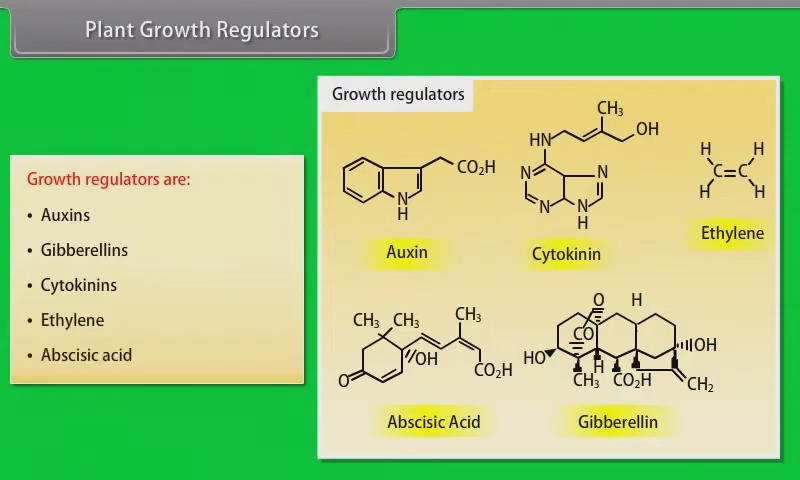 Plant Growth Regulators
Growth regulators are:
• Auxins
• Gibberellins
• Cytokinins
• Ethylene
• Abscisic acid
Growth regulators
CO₂H
N
H
Auxin
CH₃
OH
HN
N
N
N
N
H
Cytokinin
H H
C=C
H H
Ethylene
CH₃ CH₃ CH₃
OH
O
CO₂H
Abscisic Acid
O H
CO
HO
OH
H
CH₃ CO₂H CH₂
Gibberellin